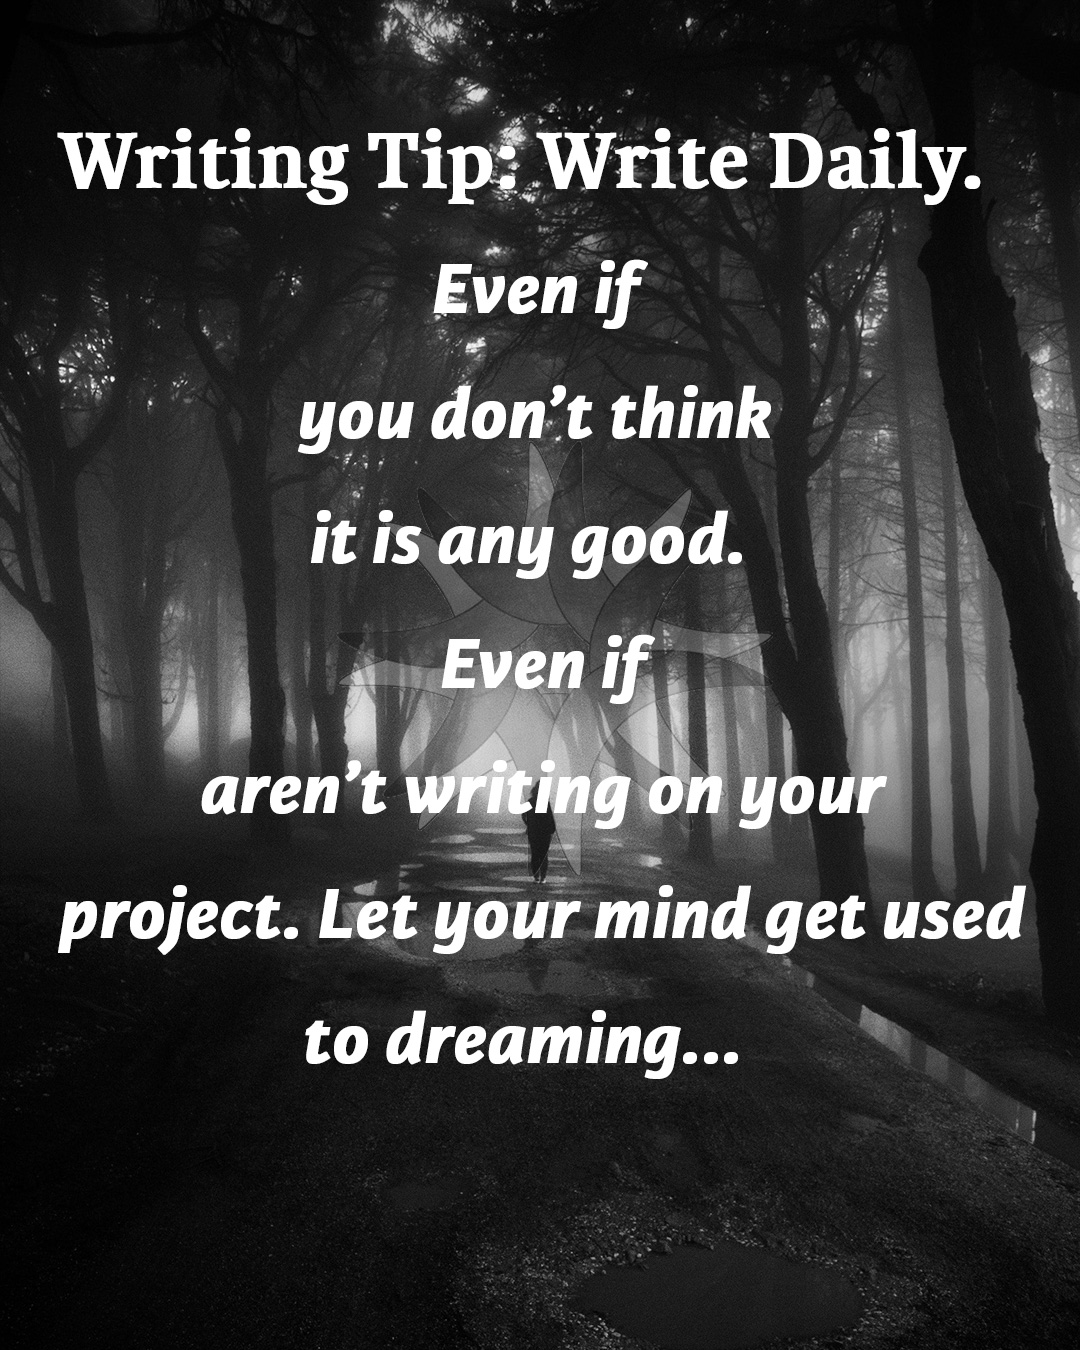 Writing Tip: Write Daily.
Even if
you don’t think
it is any good.
Even if
aren’t writing on your
project. Let your mind get used
to dreaming...